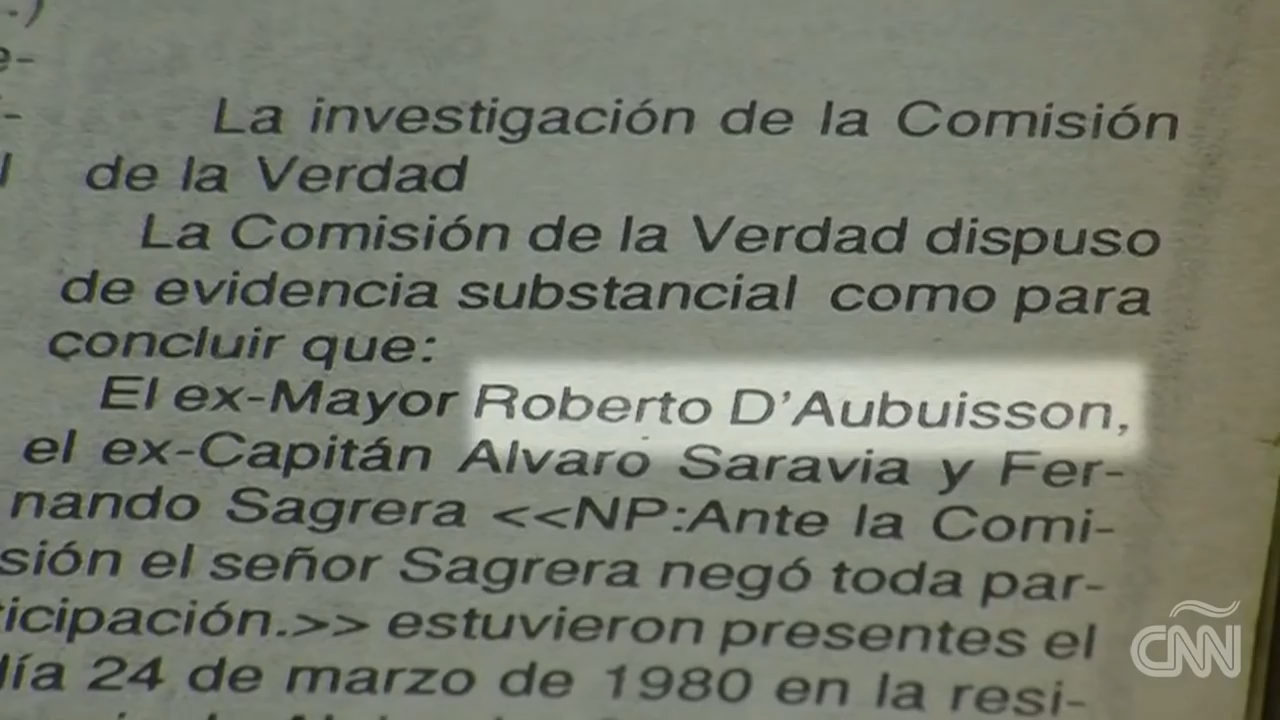 La investigación de la Comisión
de la Verdad
La Comisión de la Verdad dispuso
de evidencia substancial como para
concluir que:
El ex-Mayor Roberto D'Aubuisson,
el ex-Capitán Alvaro Saravia y Fer-
nando Sagrera <<NP:Ante la Comi-
sión el señor Sagrera negó toda par-
ticipación.>> estuvieron presentes el
día 24 de marzo de 1980 en la resi-
CNN